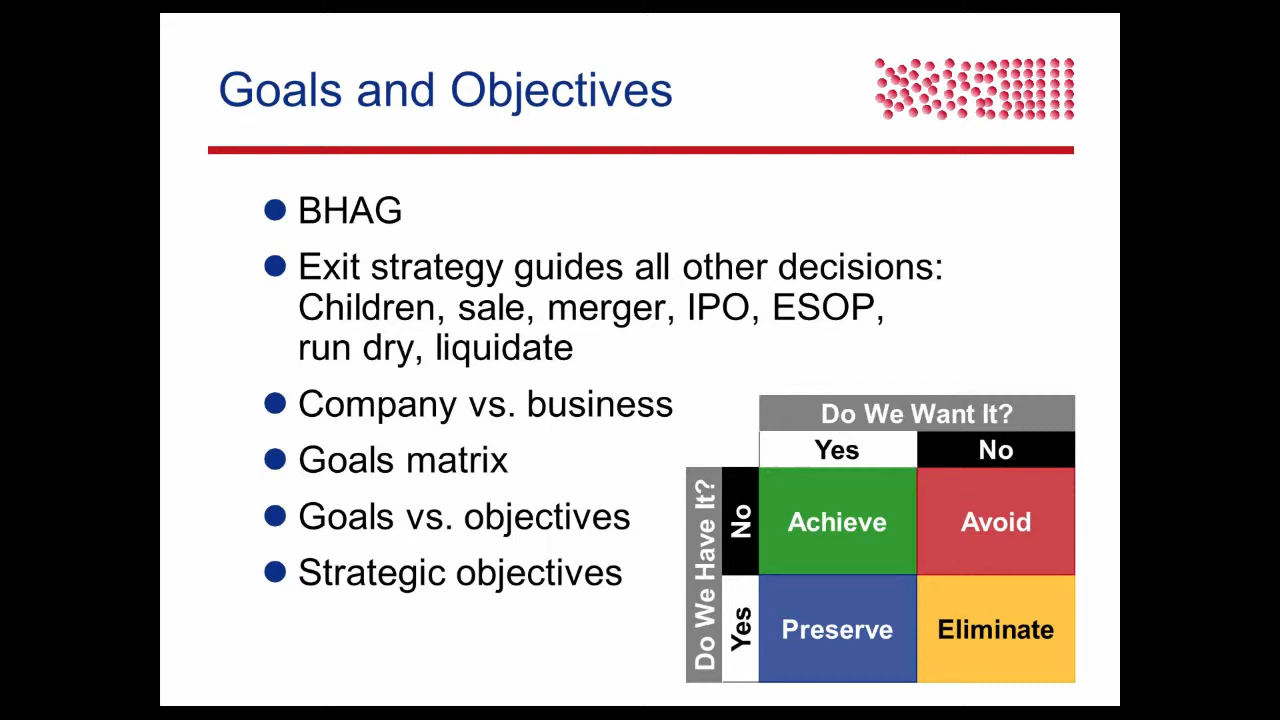 Goals and Objectives
BHAG
Exit strategy guides all other decisions:
Children, sale, merger, IPO, ESOP,
run dry, liquidate
Company vs. business
Goals matrix
Goals vs. objectives
Strategic objectives
Do We Want It?
Yes No
Do We Have It?
No
Achieve Avoid
Yes
Preserve Eliminate